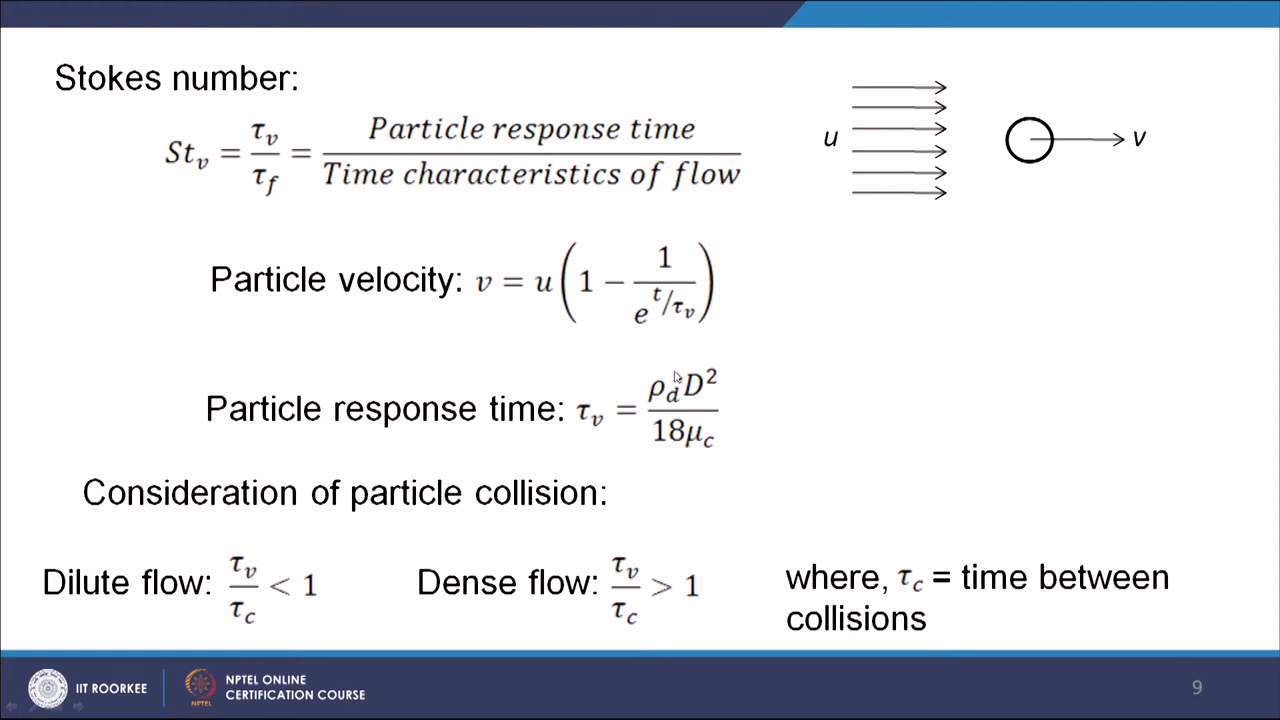 Stokes number:
St_v = τ_v/τ_f = Particle response time/Time characteristics of flow
u
v
Particle velocity: v = u(1 − 1/e^(t/τ_v))
Particle response time: τ_v = ρ_d D²/18μ_c
Consideration of particle collision:
Dilute flow: τ_v/τ_c < 1
Dense flow: τ_v/τ_c > 1
where, τ_c = time between
collisions
IIT ROORKEE
NPTEL
NPTEL ONLINE
CERTIFICATION COURSE
9